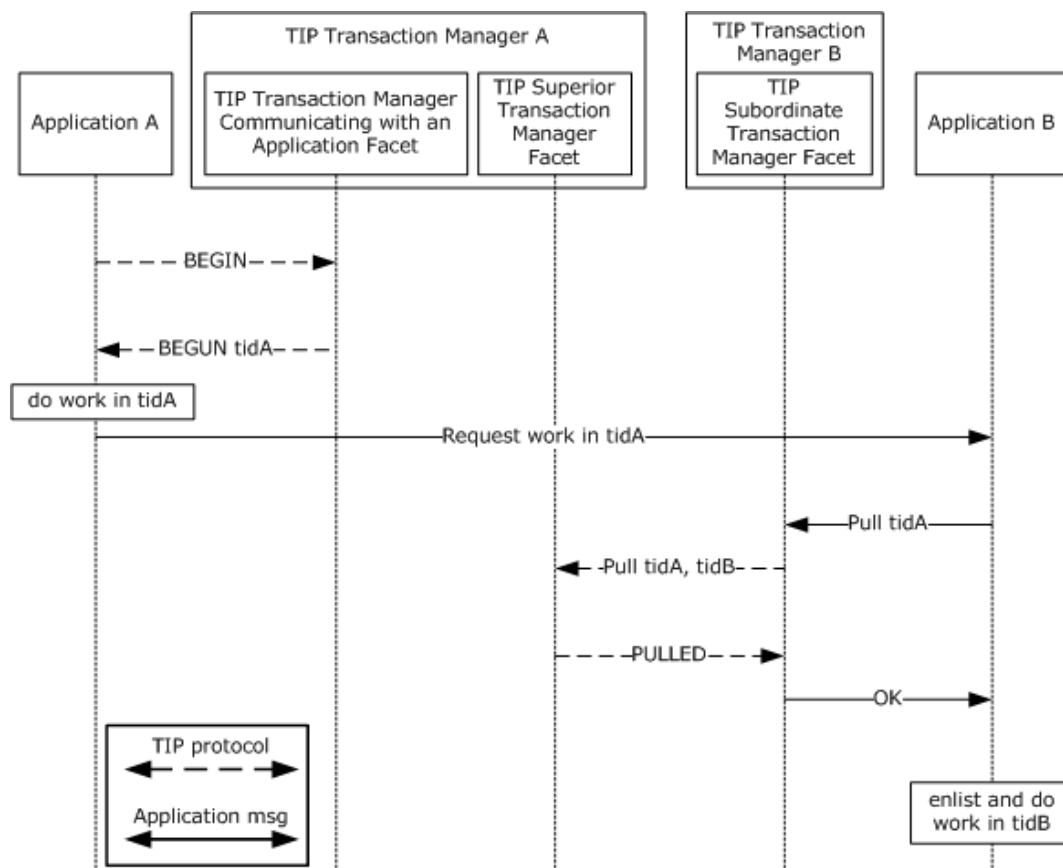 TIP Transaction Manager A
TIP Transaction
Manager
B
Application A
TIP Transaction Manager
Communicating with an
Application Facet
TIP Superior
Transaction
Manager
Facet
TIP
Subordinate
Transaction
Manager Facet
Application B
BEGIN
BEGUN tidA
do work in tidA
Request work in tidA
Pull tidA
Pull tidA, tidB
PULLED
OK
TIP protocol
Application msg
enlist and do
work in tidB